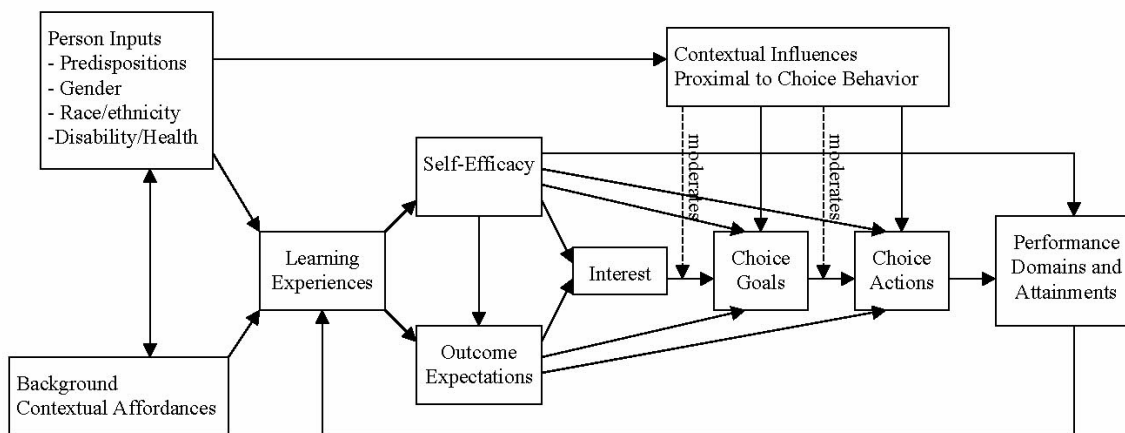 Person Inputs
- Predispositions
- Gender
- Race/ethnicity
-Disability/Health
Contextual Influences
Proximal to Choice Behavior
moderates
moderates
Self-Efficacy
Learning
Experiences
Interest
Choice
Goals
Choice
Actions
Performance
Domains and
Attainments
Outcome
Expectations
Background
Contextual Affordances